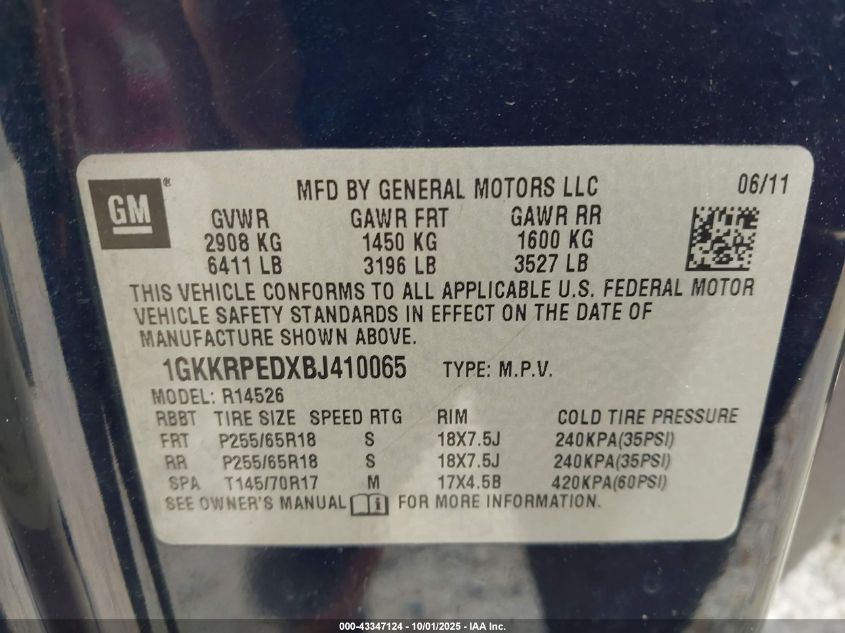 GM ®
MFD BY GENERAL MOTORS LLC 06/11
GVWR GAWR FRT GAWR RR
2908 KG 1450 KG 1600 KG
6411 LB 3196 LB 3527 LB
THIS VEHICLE CONFORMS TO ALL APPLICABLE U.S. FEDERAL MOTOR
VEHICLE SAFETY STANDARDS IN EFFECT ON THE DATE OF
MANUFACTURE SHOWN ABOVE.
1GKKRPEDXBJ410065 TYPE: M.P.V.
MODEL: R14526
RBBT TIRE SIZE SPEED RTG RIM COLD TIRE PRESSURE
FRT P255/65R18 S 18X7.5J 240KPA(35PSI)
RR P255/65R18 S 18X7.5J 240KPA(35PSI)
SPA T145/70R17 M 17X4.5B 420KPA(60PSI)
SEE OWNER'S MANUAL FOR MORE INFORMATION.
000-43347124 | 10/01/2025 - IAA Inc.